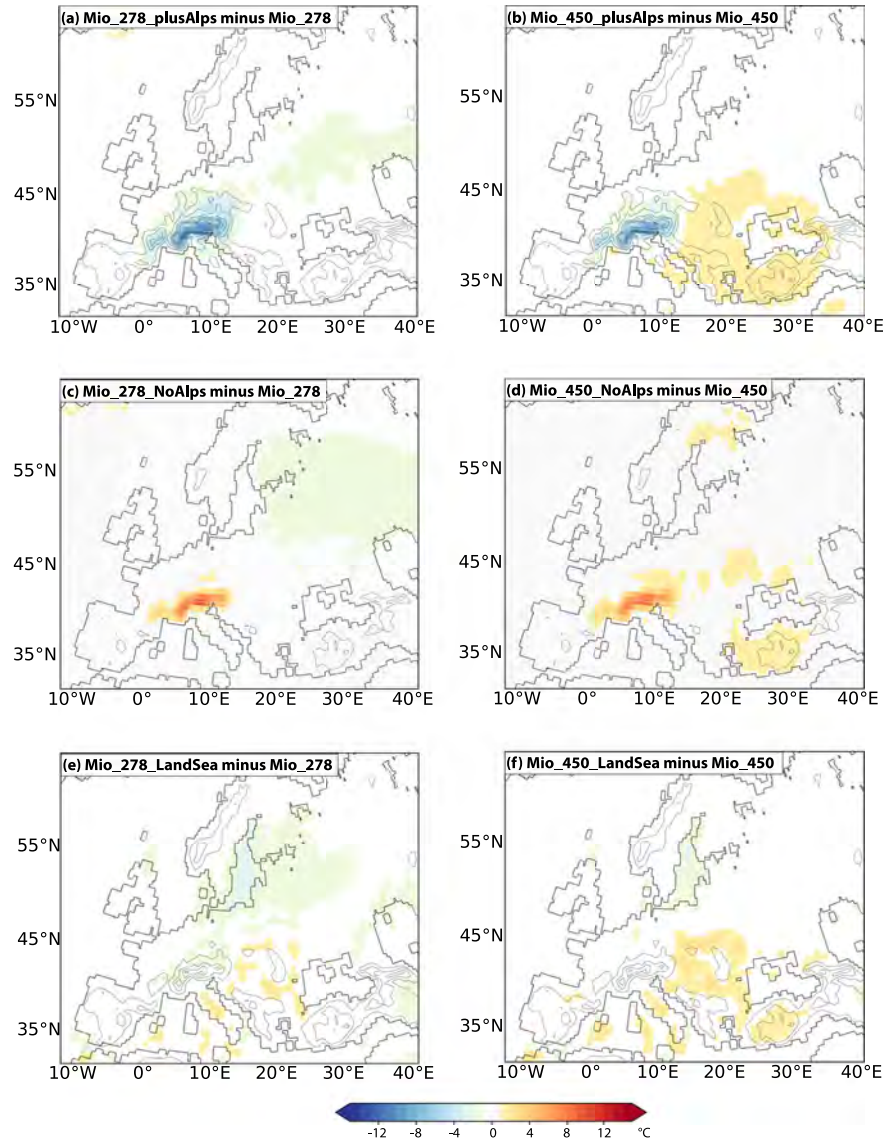 (a) Mio_278_plusAlps minus Mio_278
(b) Mio_450_plusAlps minus Mio_450
55°N
55°N
45°N
45°N
35°N
35°N
10°W 0° 10°E 20°E 30°E 40°E
10°W 0° 10°E 20°E 30°E 40°E
(c) Mio_278_NoAlps minus Mio_278
(d) Mio_450_NoAlps minus Mio_450
55°N
55°N
45°N
45°N
35°N
35°N
10°W 0° 10°E 20°E 30°E 40°E
10°W 0° 10°E 20°E 30°E 40°E
(e) Mio_278_LandSea minus Mio_278
(f) Mio_450_LandSea minus Mio_450
55°N
55°N
45°N
45°N
35°N
35°N
10°W 0° 10°E 20°E 30°E 40°E
10°W 0° 10°E 20°E 30°E 40°E
-12 -8 -4 0 4 8 12 °C